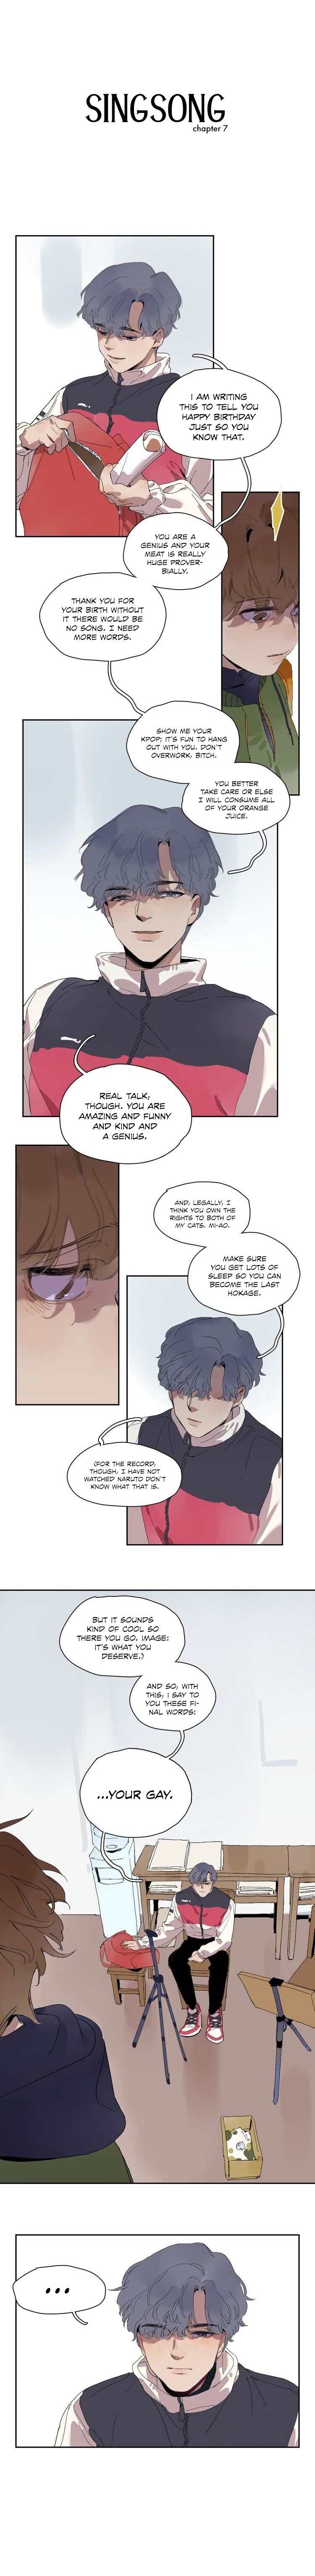 SINGSONG
chapter 7
I AM WRITING
THIS TO TELL YOU
HAPPY BIRTHDAY
JUST SO YOU
KNOW THAT.
YOU ARE A
GENIUS AND YOUR
MEAT IS REALLY
HUGE PROVER-
BIALLY.
THANK YOU FOR
YOUR BIRTH WITHOUT
IT THERE WOULD BE
NO SONG. I NEED
MORE WORDS.
SHOW ME YOUR
KPOP; IT'S FUN TO HANG
OUT WITH YOU. DON'T
OVERWORK, BITCH.
YOU BETTER
TAKE CARE OR ELSE
I WILL CONSUME ALL
OF YOUR ORANGE
JUICE.
REAL TALK,
THOUGH, YOU ARE
AMAZING AND FUNNY
AND KIND AND
A GENIUS.
AND, LEGALLY, I
THINK YOU OWN THE
RIGHTS TO BOTH OF
MY CATS. MI-AO.
MAKE SURE
YOU GET LOTS OF
SLEEP SO YOU CAN
BECOME THE LAST
HOKAGE.
(FOR THE RECORD,
THOUGH, I HAVE NOT
WATCHED NARUTO DON'T
KNOW WHAT THAT IS.
BUT IT SOUNDS
KIND OF COOL SO
THERE YOU GO, IMAGE:
IT'S WHAT YOU
DESERVE.)
AND SO, WITH
THIS, I SAY TO
YOU THESE FI-
NAL WORDS:
...YOUR GAY.
...